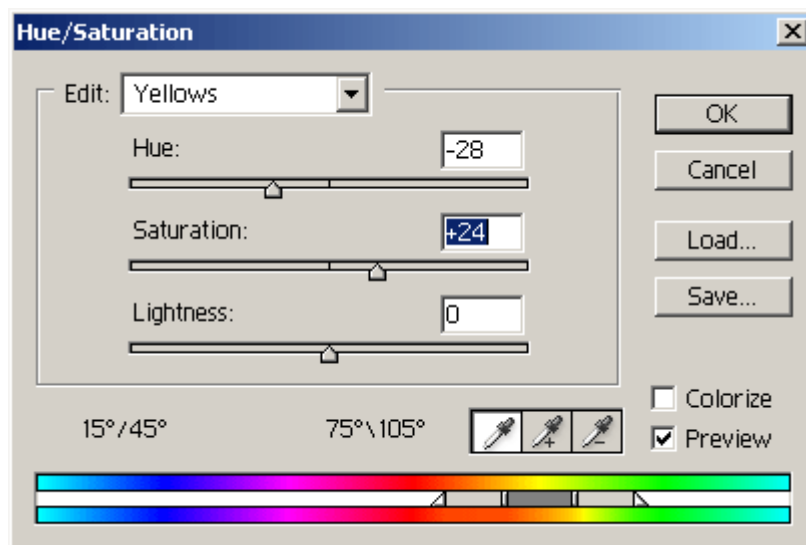 Hue/Saturation
Edit: Yellows
Hue: -28
Saturation: +24
Lightness: 0
OK
Cancel
Load...
Save...
Colorize
Preview
15°/45° 75°\105°